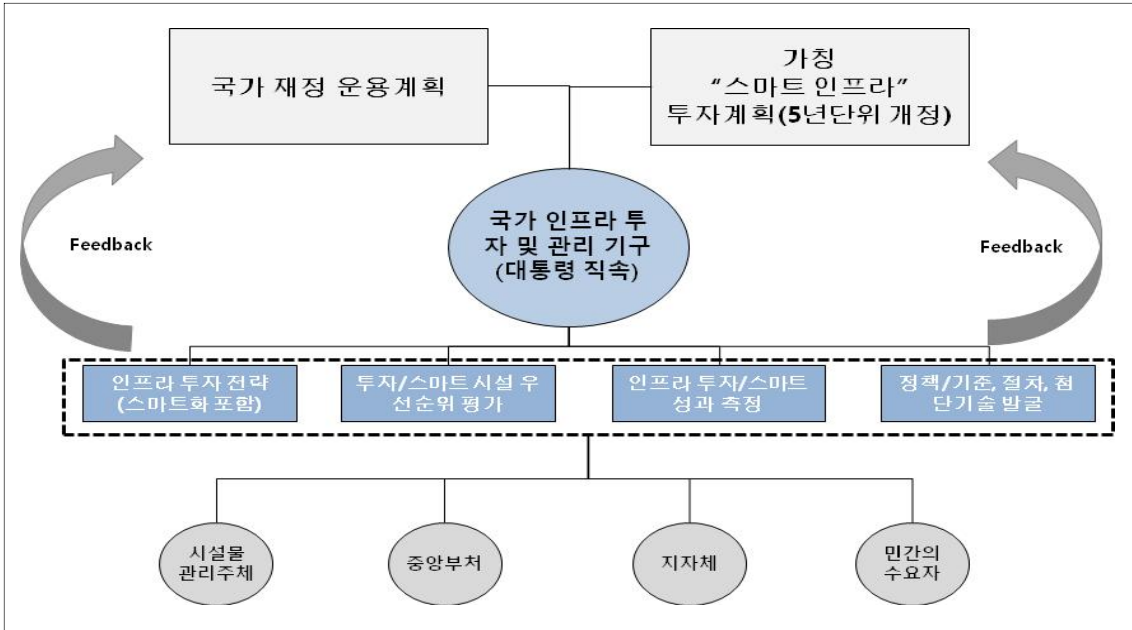 국가 재정 운용계획
가칭
“스마트 인프라”
투자계획(5년단위 개정)
국가 인프라 투
자 및 관리 기구
(대통령 직속)
Feedback
Feedback
인프라 투자 전략
(스마트화 포함)
투자/스마트 시설 우
선순위 평가
인프라 투자/스마트
성과 측정
정책/기준, 절차, 첨
단기술 발굴
시설물
관리주체
중앙부처
지자체
민간의
수요자